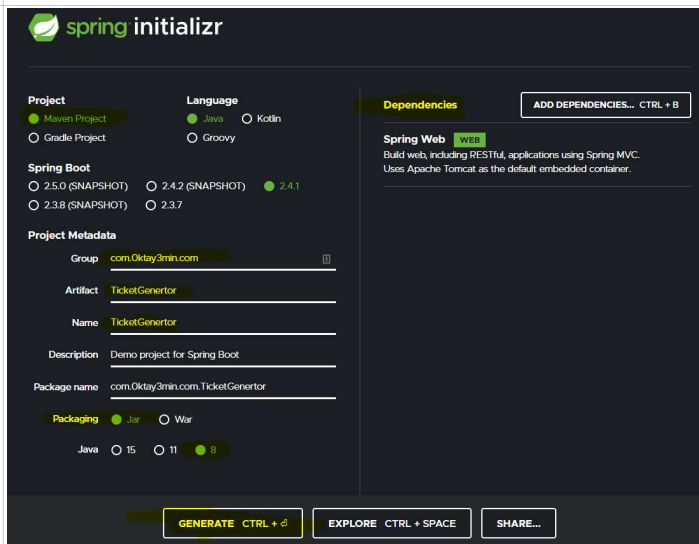 spring initializr
Project
Maven Project
Gradle Project
Language
Java Kotlin
Groovy
Spring Boot
2.5.0 (SNAPSHOT) 2.4.2 (SNAPSHOT) 2.4.1
2.3.8 (SNAPSHOT) 2.3.7
Project Metadata
Group com.0ktay3min.com
Artifact TicketGenertor
Name TicketGenertor
Description Demo project for Spring Boot
Package name com.0ktay3min.com.TicketGenertor
Packaging Jar War
Java 15 11 8
Dependencies ADD DEPENDENCIES... CTRL + B
Spring Web WEB
Build web, including RESTful, applications using Spring MVC.
Uses Apache Tomcat as the default embedded container.
GENERATE CTRL + ⏎ EXPLORE CTRL + SPACE SHARE...